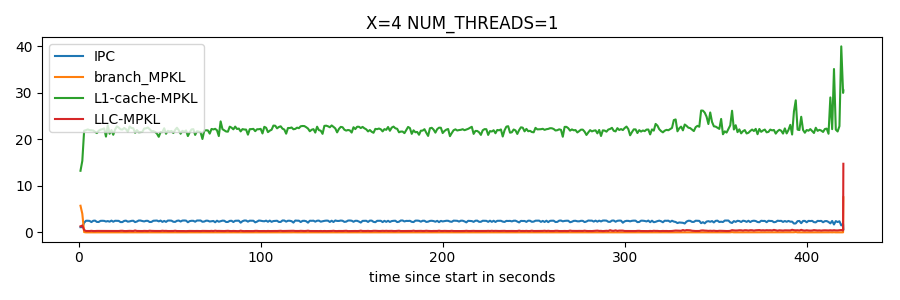 X=4 NUM_THREADS=1
IPC
branch_MPKL
L1-cache-MPKL
LLC-MPKL
40
30
20
10
0
0 100 200 300 400
time since start in seconds